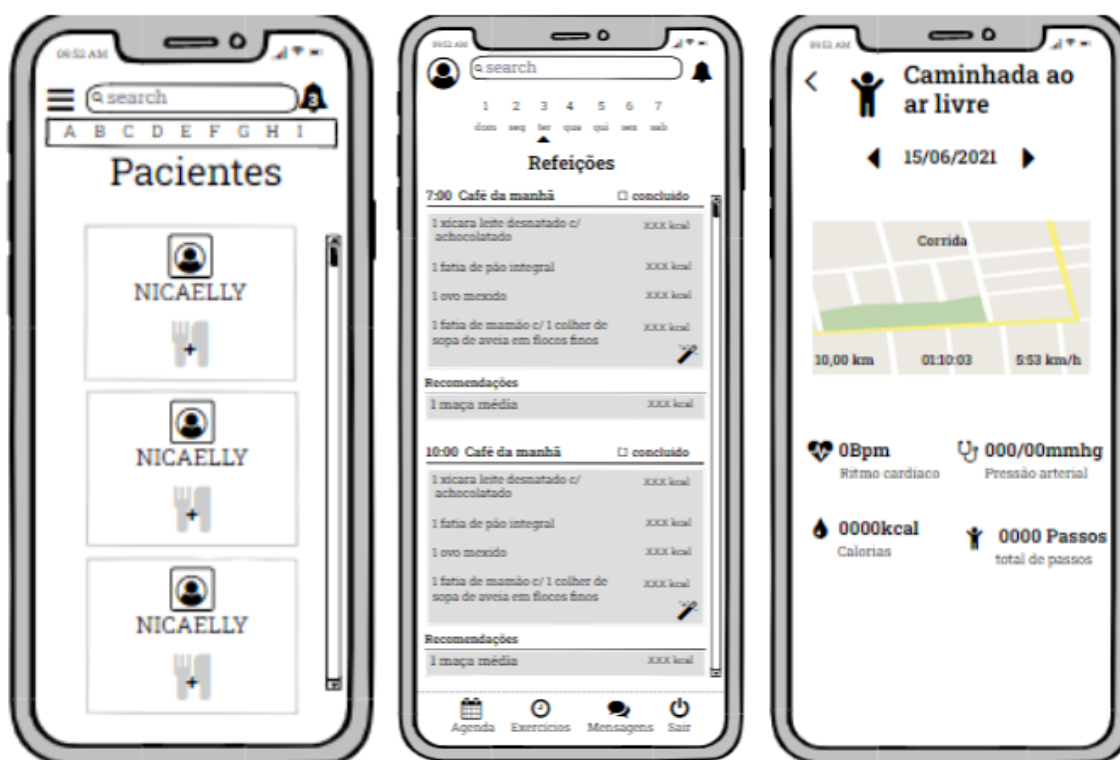 09:52 AM
search
3
A B C D E F G H I
Pacientes
NICAELLY
NICAELLY
NICAELLY
09:52 AM
search
1 2 3 4 5 6 7
dom seg ter qua qui sex sab
Refeições
7:00 Café da manhã concluido
1 xicara leite desnatado c/ XXX kcal
achocolatado
1 fatia de pão integral XXX kcal
1 ovo mexido XXX kcal
1 fatia de mamão c/ 1 colher de XXX kcal
sopa de aveia em flocos finos
Recomendações
1 maça média XXX kcal
10:00 Café da manhã concluido
1 xicara leite desnatado c/ XXX kcal
achocolatado
1 fatia de pão integral XXX kcal
1 ovo mexido XXX kcal
1 fatia de mamão c/ 1 colher de XXX kcal
sopa de aveia em flocos finos
Recomendações
1 maça média XXX kcal
Agenda Exercicios Mensagens Sair
09:52 AM
Caminhada ao
ar livre
15/06/2021
Corrida
10,00 km 01:10:03 5:53 km/h
0Bpm 000/00mmhg
Ritmo cardíaco Pressão arterial
0000kcal 0000 Passos
Calorias total de passos